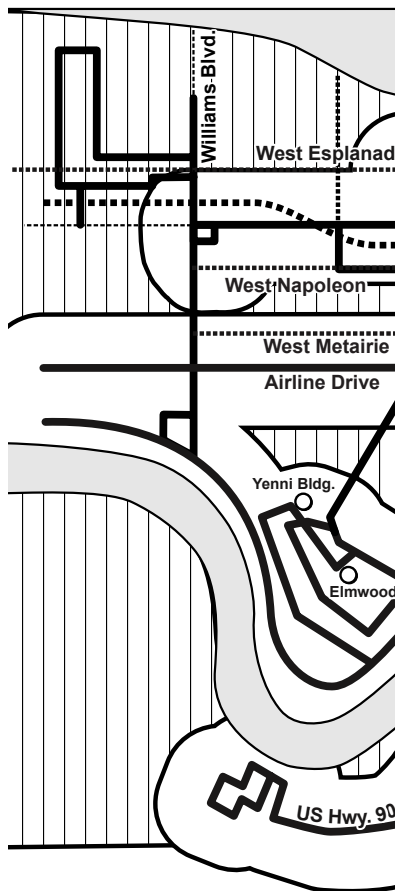 Williams Blvd.
West Esplanad
West Napoleon
West Metairie
Airline Drive
Yenni Bldg.
Elmwood
US Hwy. 90